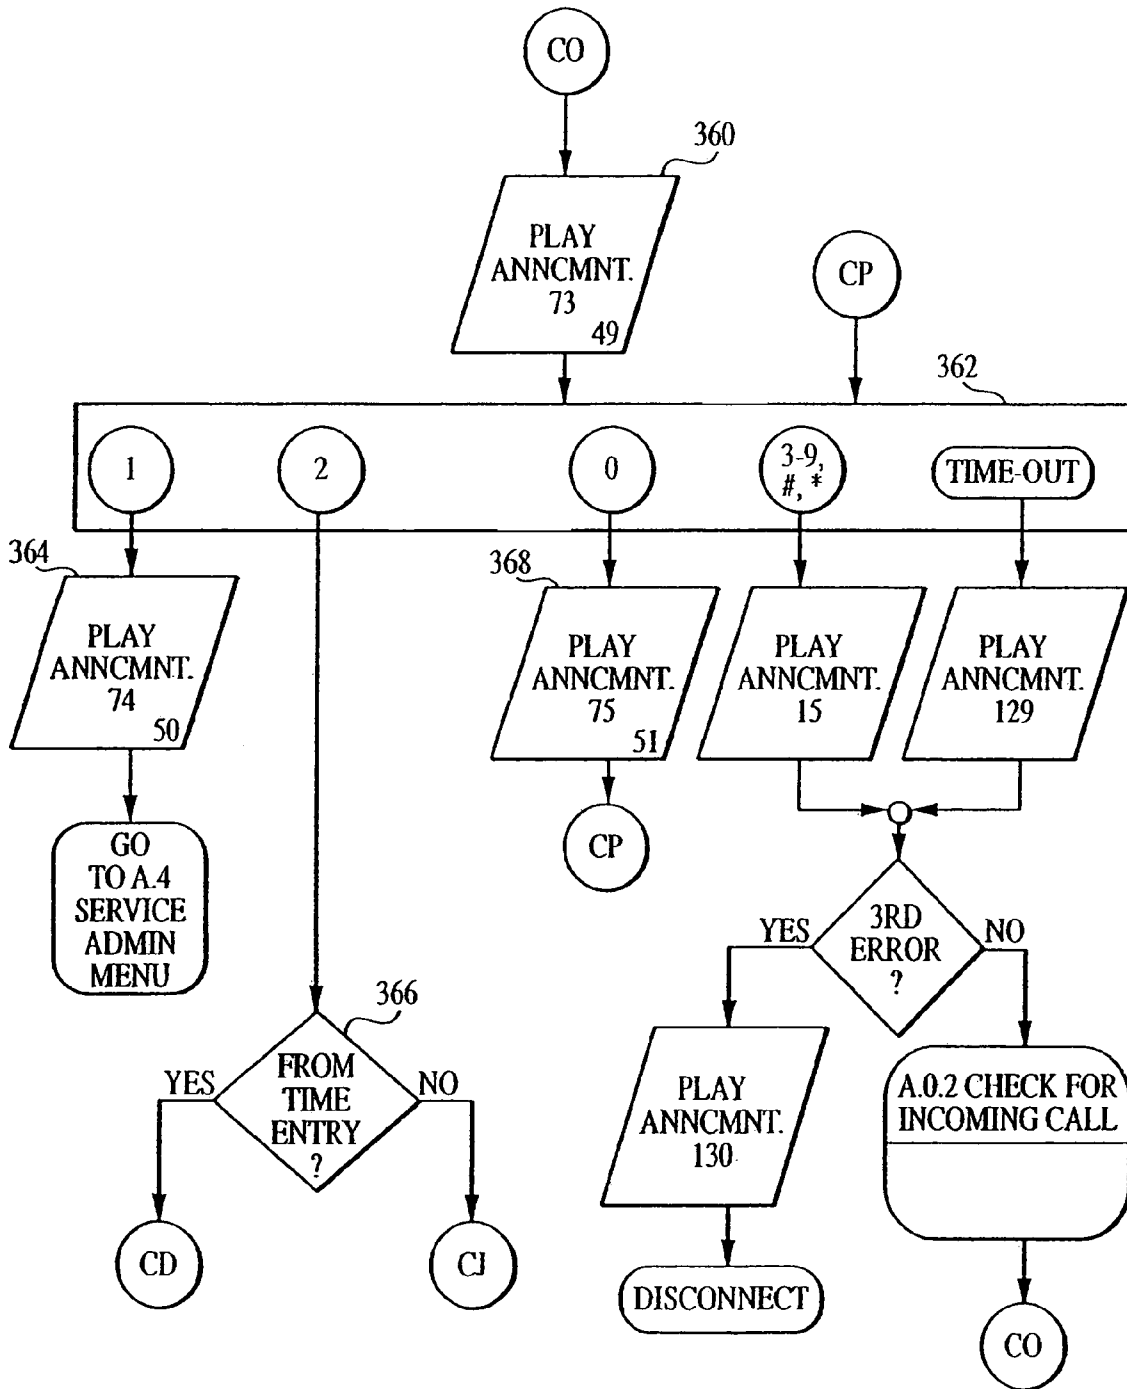 CO
360
PLAY
ANNCMNT.
73
49
CP
362
1
2
0
3-9,
#, *
TIME-OUT
364
PLAY
ANNCMNT.
74
50
368
PLAY
ANNCMNT.
75
51
PLAY
ANNCMNT.
15
PLAY
ANNCMNT.
129
GO
TO A.4
SERVICE
ADMIN
MENU
CP
3RD
ERROR
?
YES
NO
366
FROM
TIME
ENTRY
?
YES
NO
PLAY
ANNCMNT.
130
A.0.2 CHECK FOR
INCOMING CALL
CD
CJ
DISCONNECT
CO